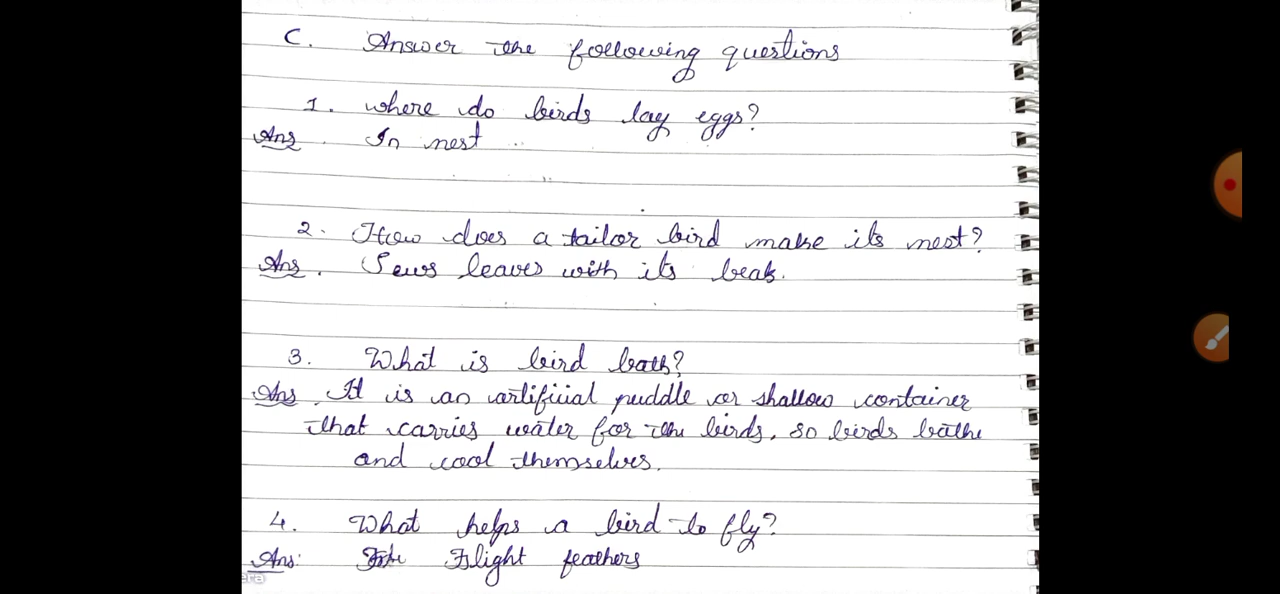 C. Answer the following questions
1. where do birds lay eggs?
Ans. In nest
2. How does a tailor bird make its nest?
Ans. Sews leaves with its beak.
3. What is bird bath?
Ans. It is an artificial puddle or shallow container
that carries water for the birds, so birds bathe
and cool themselves.
4. What helps a bird to fly?
Ans: Flight feathers